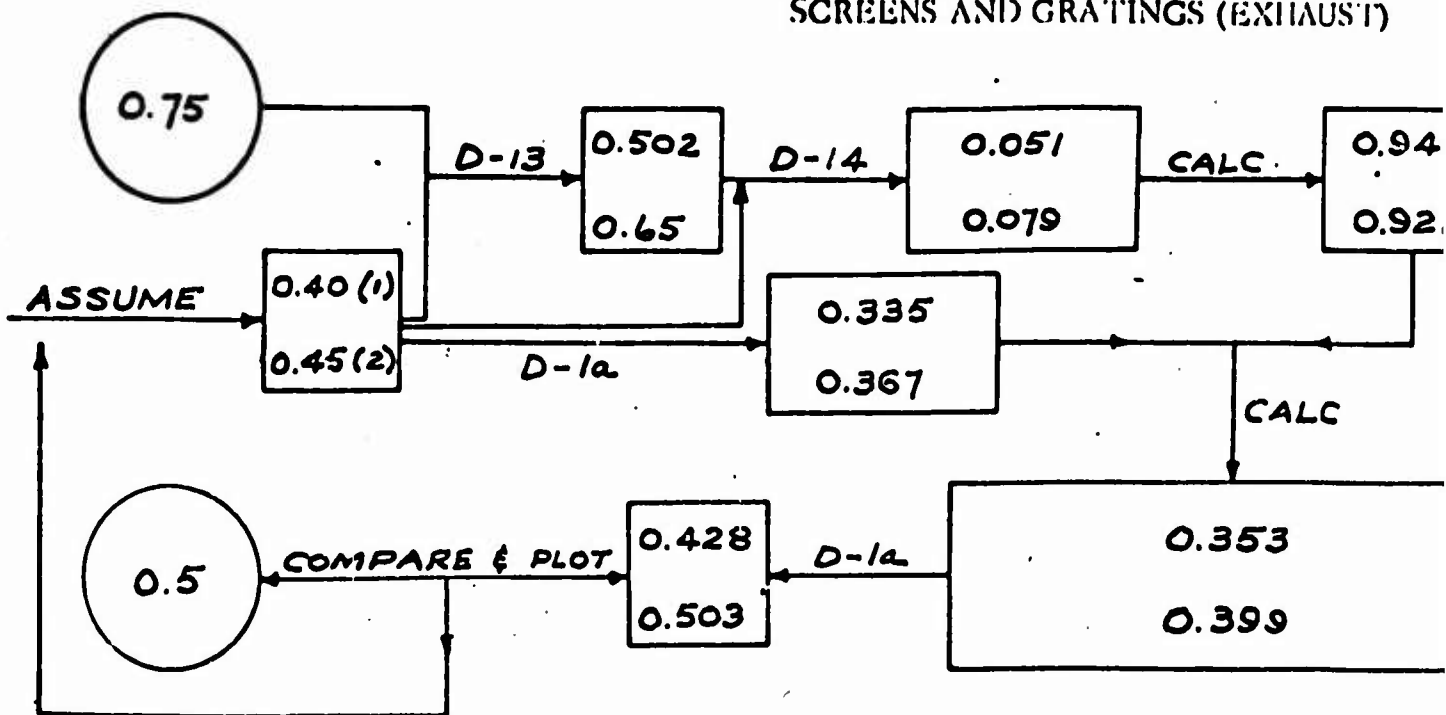 SCREENS AND GRATINGS (EXHAUST)
0.75
D-13
0.502
0.65
D-14
0.051
0.079
CALC.
0.94
0.92
ASSUME
0.40 (1)
0.45 (2)
D-1a
0.335
0.367
CALC
0.5
COMPARE & PLOT
0.428
0.503
D-1a
0.353
0.399